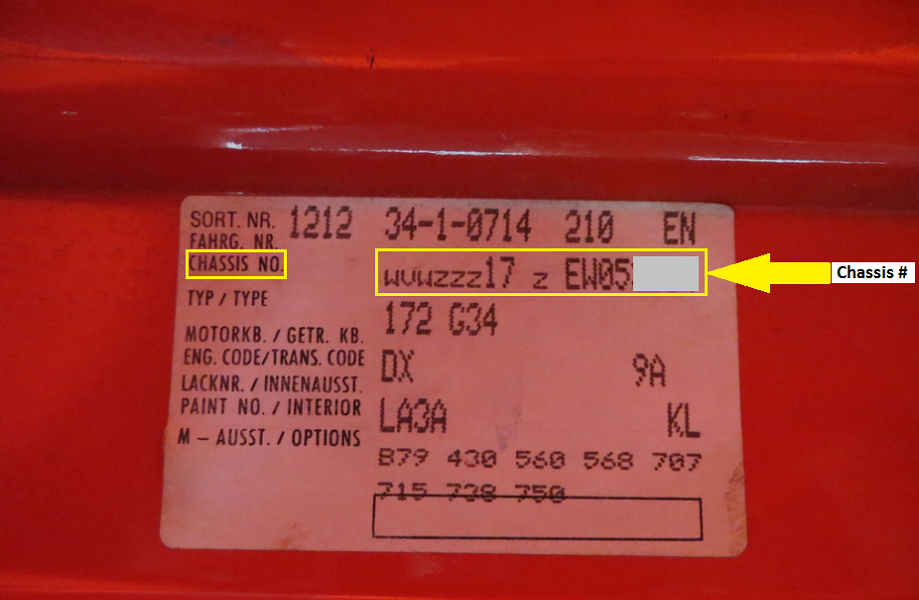 SORT. NR. 1212 34-1-0714 210 EN
FAHRG. NR.
CHASSIS NO. WVWZZZ17 Z EW05
Chassis #
TYP / TYPE 172 G34
MOTORKB. / GETR. KB.
ENG. CODE/TRANS. CODE DX 9A
LACKNR. / INNENAUSST.
PAINT NO. / INTERIOR LA3A KL
M – AUSST. / OPTIONS
B79 430 560 568 707
715 738 750